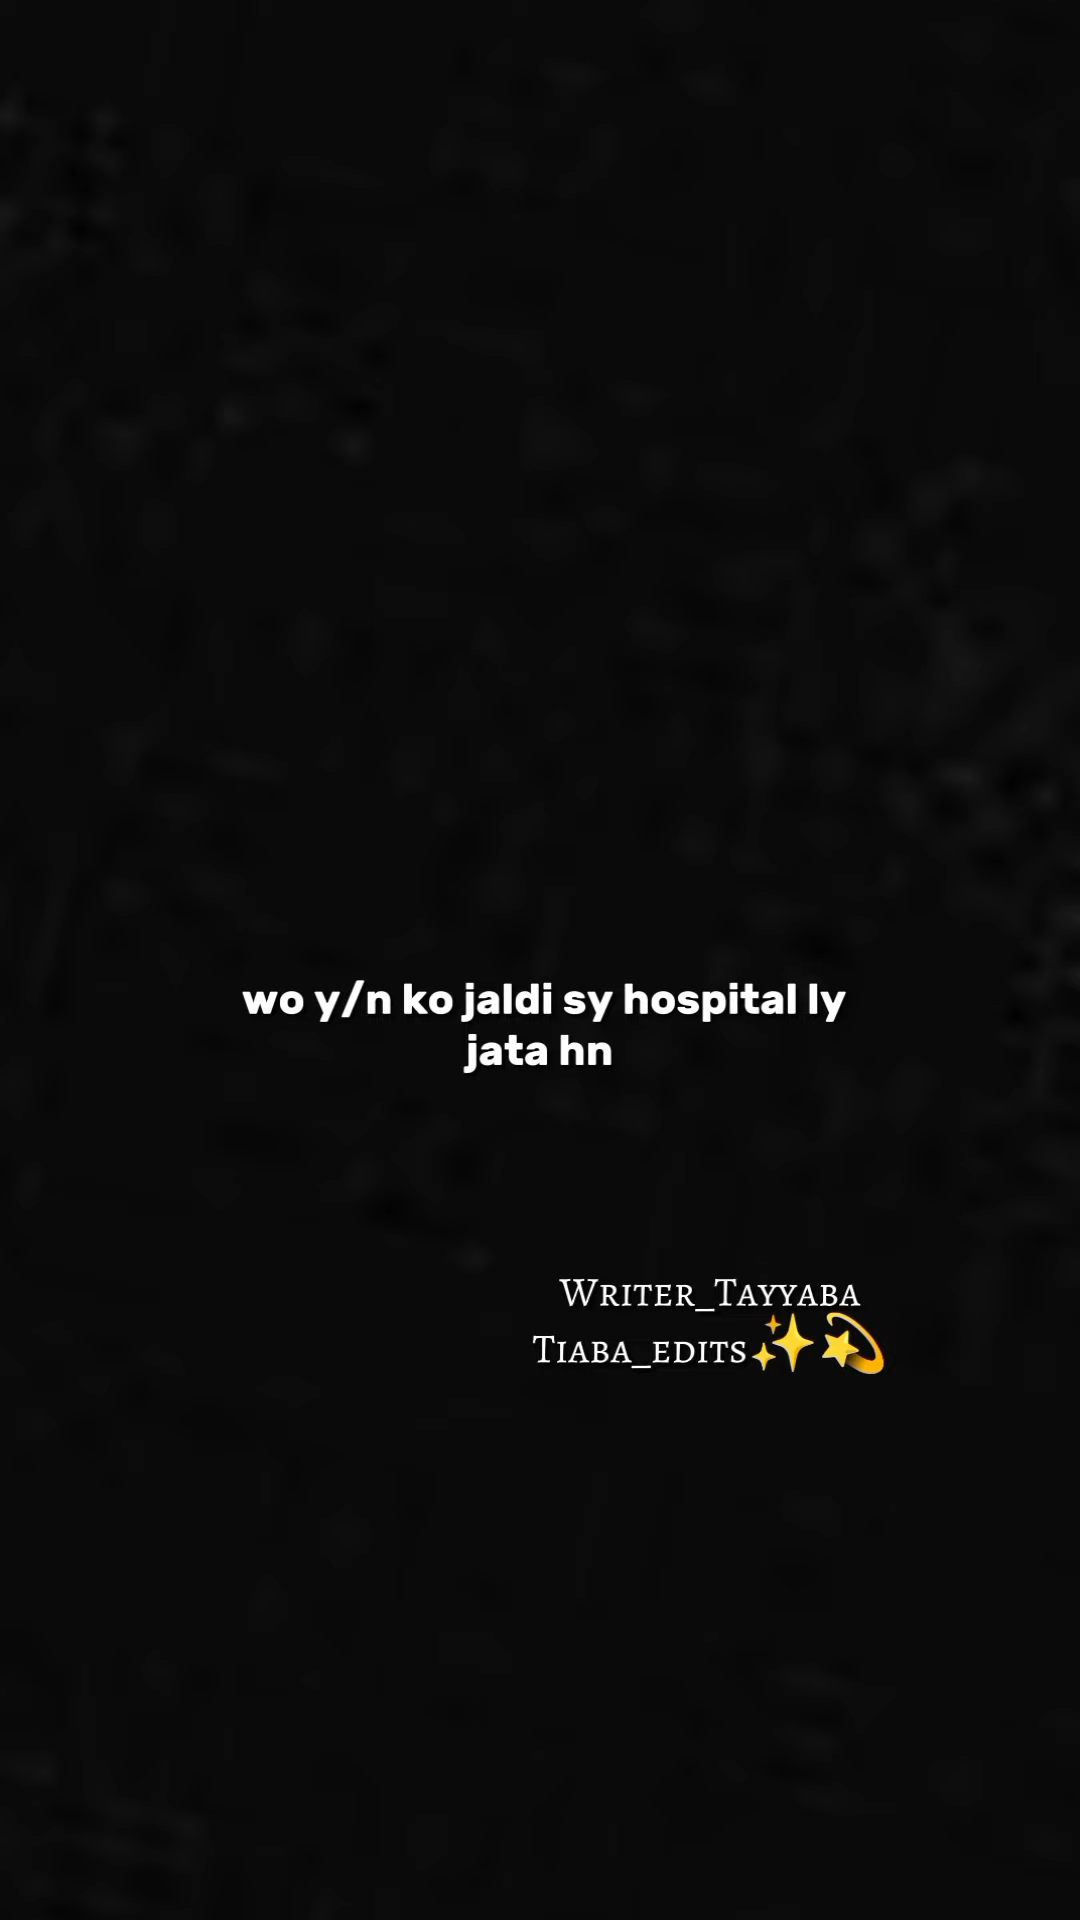 wo y/n ko jaldi sy hospital ly
jata hn
Writer_Tayyaba
Tiaba_edits✨💫